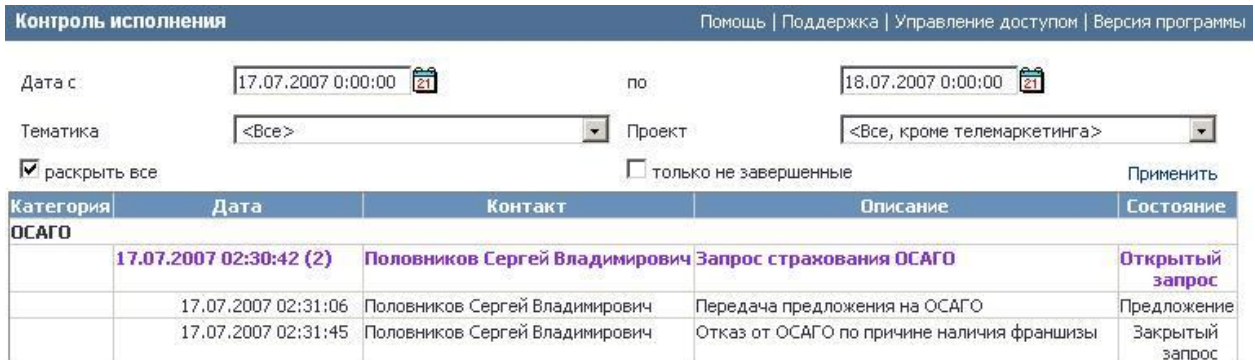 Контроль исполнения Помощь | Поддержка | Управление доступом | Версия программы
Дата с 17.07.2007 0:00:00 21 по 18.07.2007 0:00:00 21
Тематика <Все> Проект <Все, кроме телемаркетинга>
раскрыть все только не завершенные Применить
Категория Дата Контакт Описание Состояние
ОСАГО
17.07.2007 02:30:42 (2) Половников Сергей Владимирович Запрос страхования ОСАГО Открытый
запрос
17.07.2007 02:31:06 Половников Сергей Владимирович Передача предложения на ОСАГО Предложение
17.07.2007 02:31:45 Половников Сергей Владимирович Отказ от ОСАГО по причине наличия франшизы Закрытый
запрос